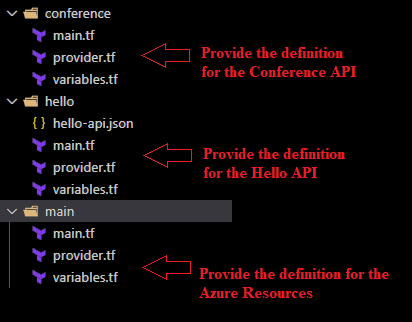 conference
main.tf
provider.tf
variables.tf
Provide the definition
for the Conference API
hello
{ } hello-api.json
main.tf
provider.tf
variables.tf
Provide the definition
for the Hello API
main
main.tf
provider.tf
variables.tf
Provide the definition for the
Azure Resources